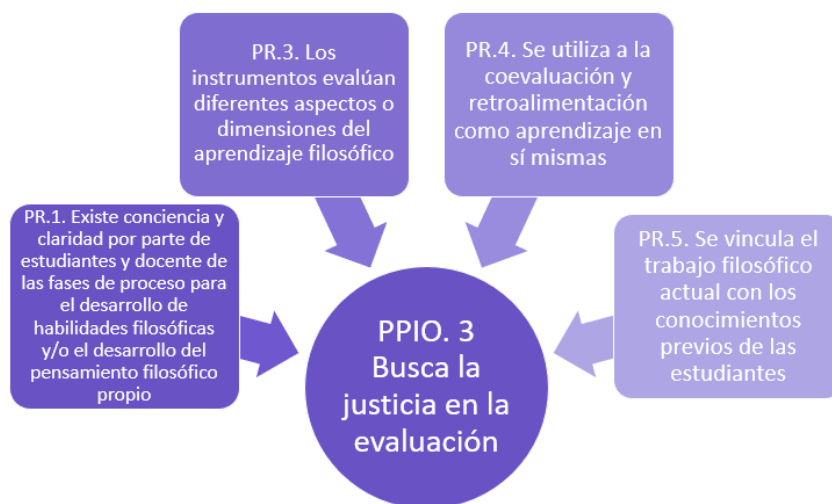 PR.1. Existe conciencia y
claridad por parte de
estudiantes y docente de
las fases de proceso para
el desarrollo de
habilidades filosóficas
y/o el desarrollo del
pensamiento filosófico
propio
PR.3. Los
instrumentos evalúan
diferentes aspectos o
dimensiones del
aprendizaje filosófico
PR.4. Se utiliza a la
coevaluación y
retroalimentación
como aprendizaje en
sí mismas
PR.5. Se vincula el
trabajo filosófico
actual con los
conocimientos
previos de las
estudiantes
PPIO. 3
Busca la
justicia en la
evaluación